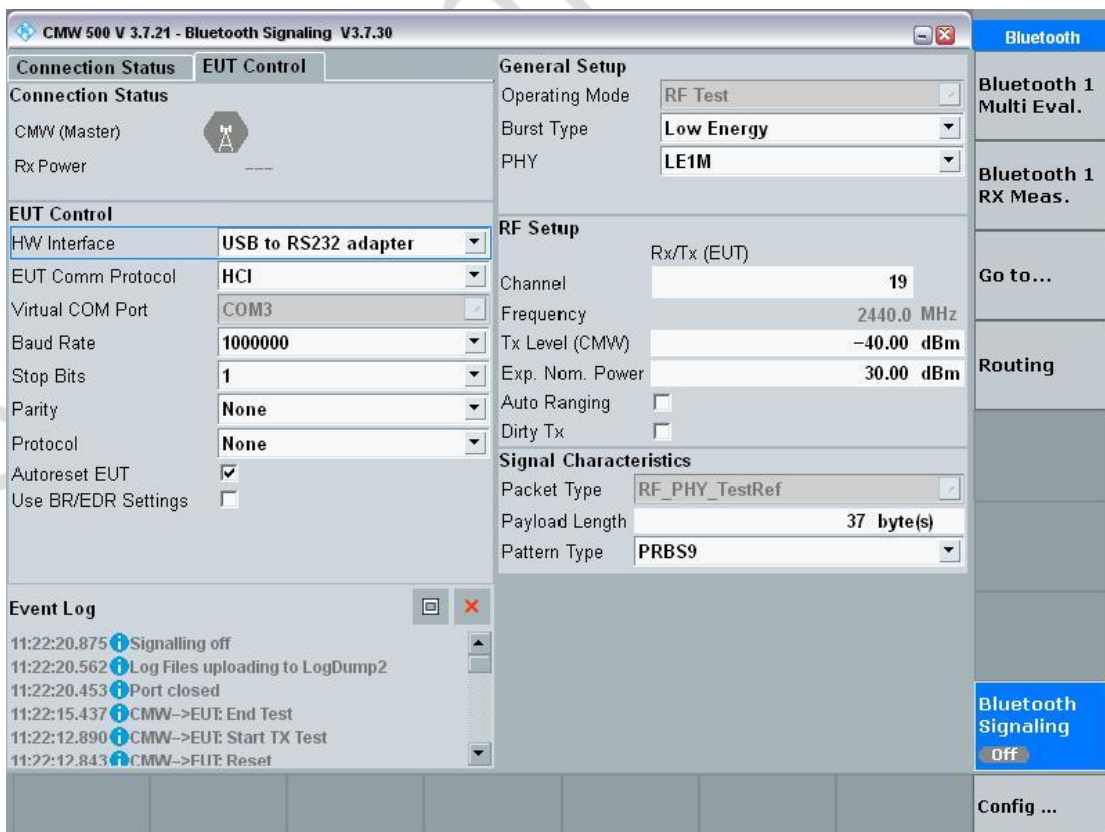 CMW 500 V 3.7.21 - Bluetooth Signaling V3.7.30
Connection Status
EUT Control
Connection Status
CMW (Master)
Rx Power ---
EUT Control
HW Interface USB to RS232 adapter
EUT Comm Protocol HCI
Virtual COM Port COM3
Baud Rate 1000000
Stop Bits 1
Parity None
Protocol None
Autoreset EUT
Use BR/EDR Settings
Event Log
11:22:20.875 Signalling off
11:22:20.562 Log Files uploading to LogDump2
11:22:20.453 Port closed
11:22:15.437 CMW-->EUT: End Test
11:22:12.890 CMW-->EUT: Start TX Test
11:22:12.843 CMW-->EUT: Reset
General Setup
Operating Mode RF Test
Burst Type Low Energy
PHY LE1M
RF Setup
Rx/Tx (EUT)
Channel 19
Frequency 2440.0 MHz
Tx Level (CMW) -40.00 dBm
Exp. Nom. Power 30.00 dBm
Auto Ranging
Dirty Tx
Signal Characteristics
Packet Type RF_PHY_TestRef
Payload Length 37 byte(s)
Pattern Type PRBS9
Bluetooth
Bluetooth 1
Multi Eval.
Bluetooth 1
RX Meas.
Go to...
Routing
Bluetooth
Signaling
Off
Config ...